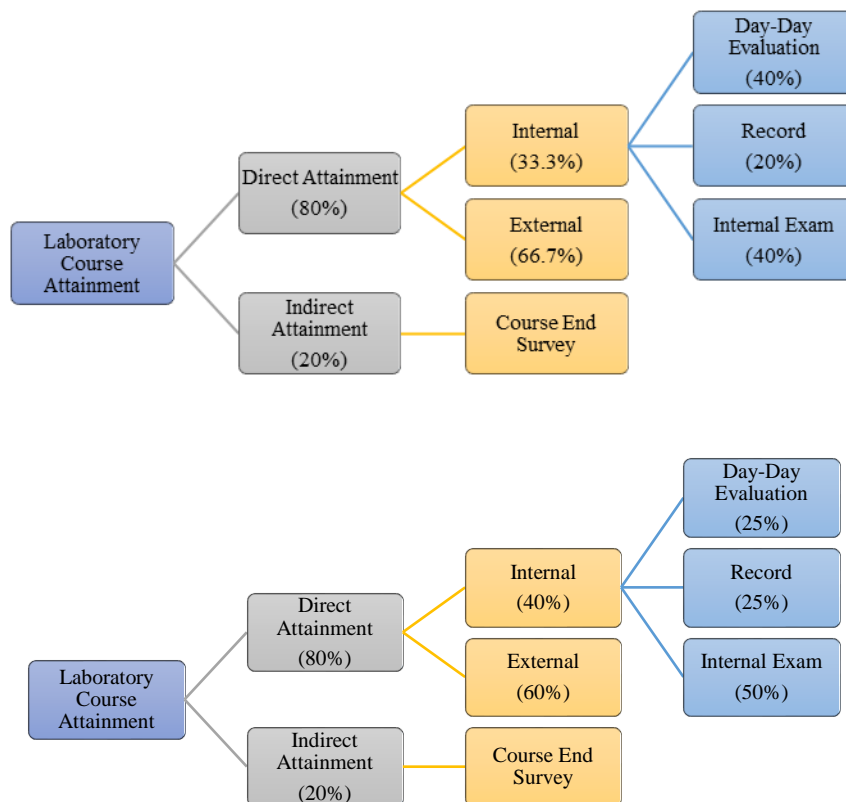 Laboratory
Course
Attainment
Direct Attainment
(80%)
Indirect
Attainment
(20%)
Internal
(33.3%)
External
(66.7%)
Course End
Survey
Day-Day
Evaluation
(40%)
Record
(20%)
Internal Exam
(40%)
Laboratory
Course
Attainment
Direct
Attainment
(80%)
Indirect
Attainment
(20%)
Internal
(40%)
External
(60%)
Course End
Survey
Day-Day
Evaluation
(25%)
Record
(25%)
Internal Exam
(50%)